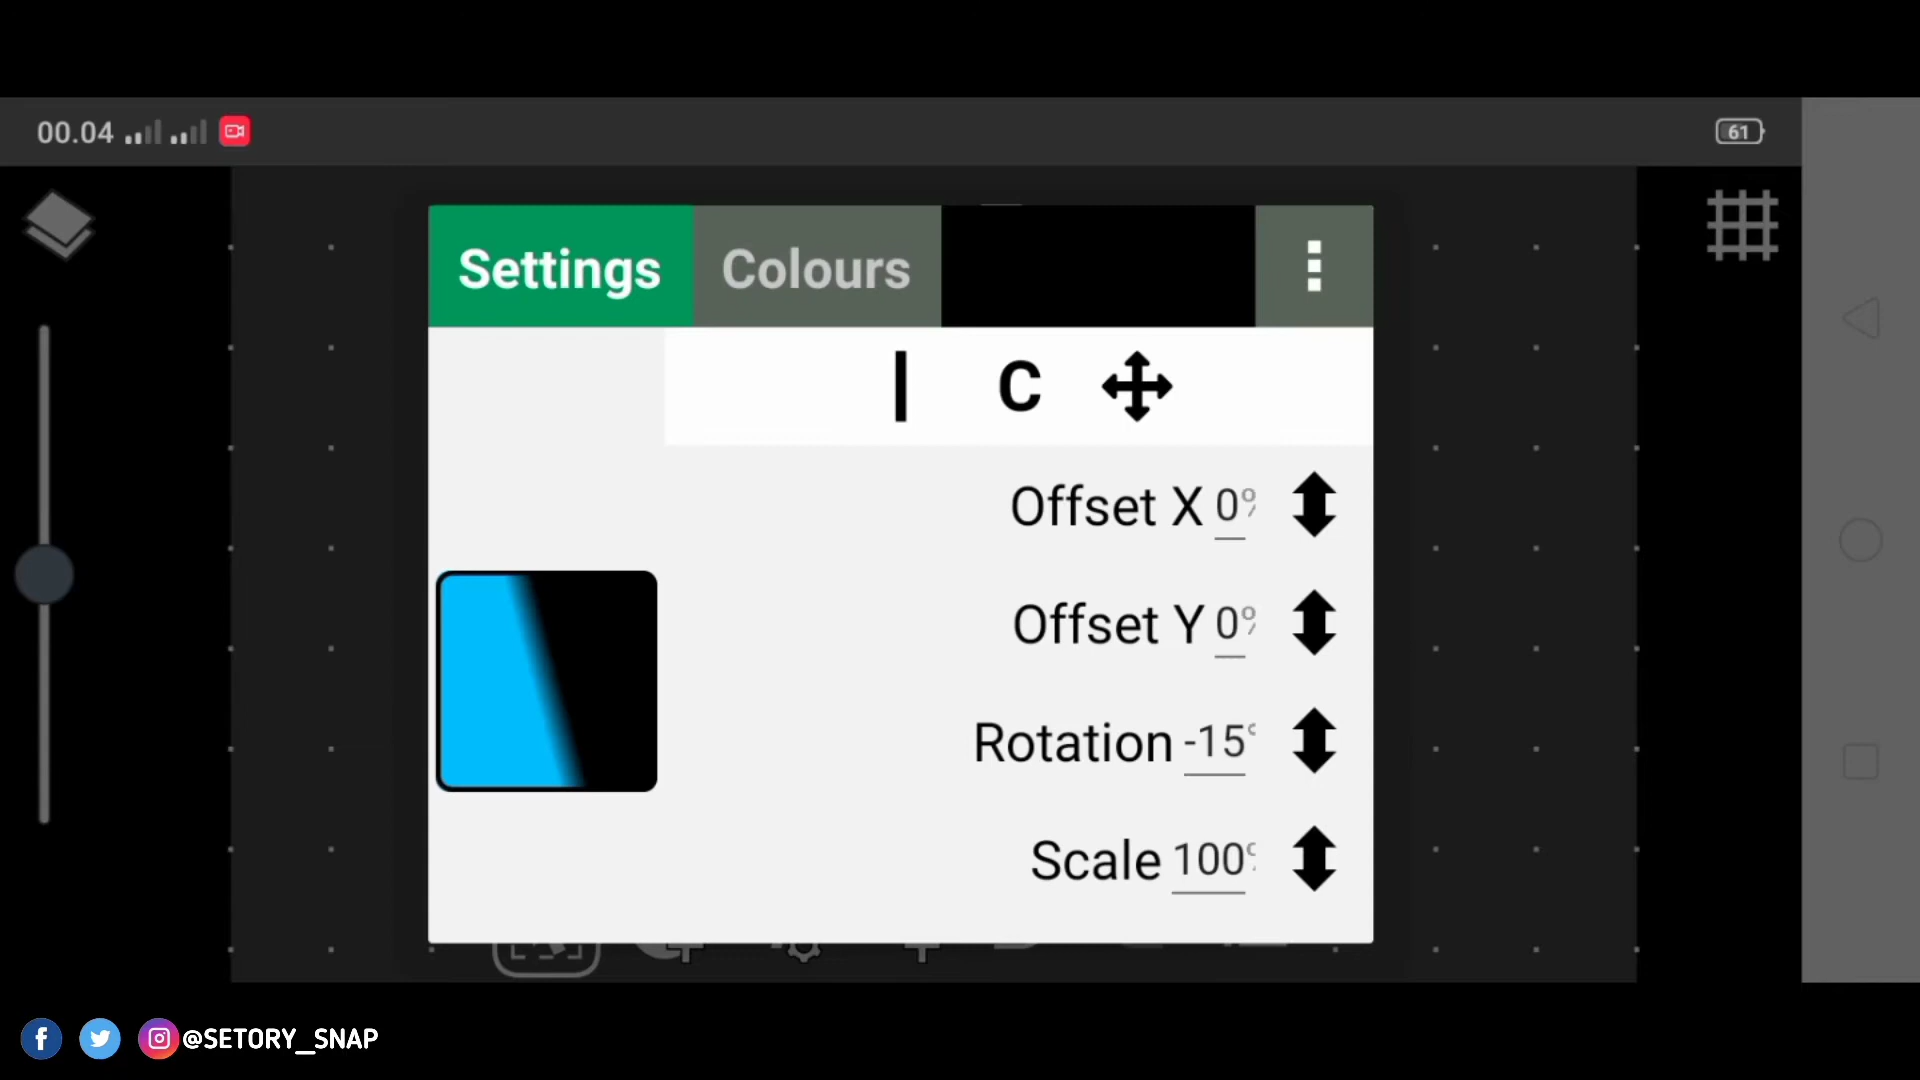 00.04
61
Settings Colours
C
Offset X 0%
Offset Y 0%
Rotation -15°
Scale 100%
@SETORY_SNAP